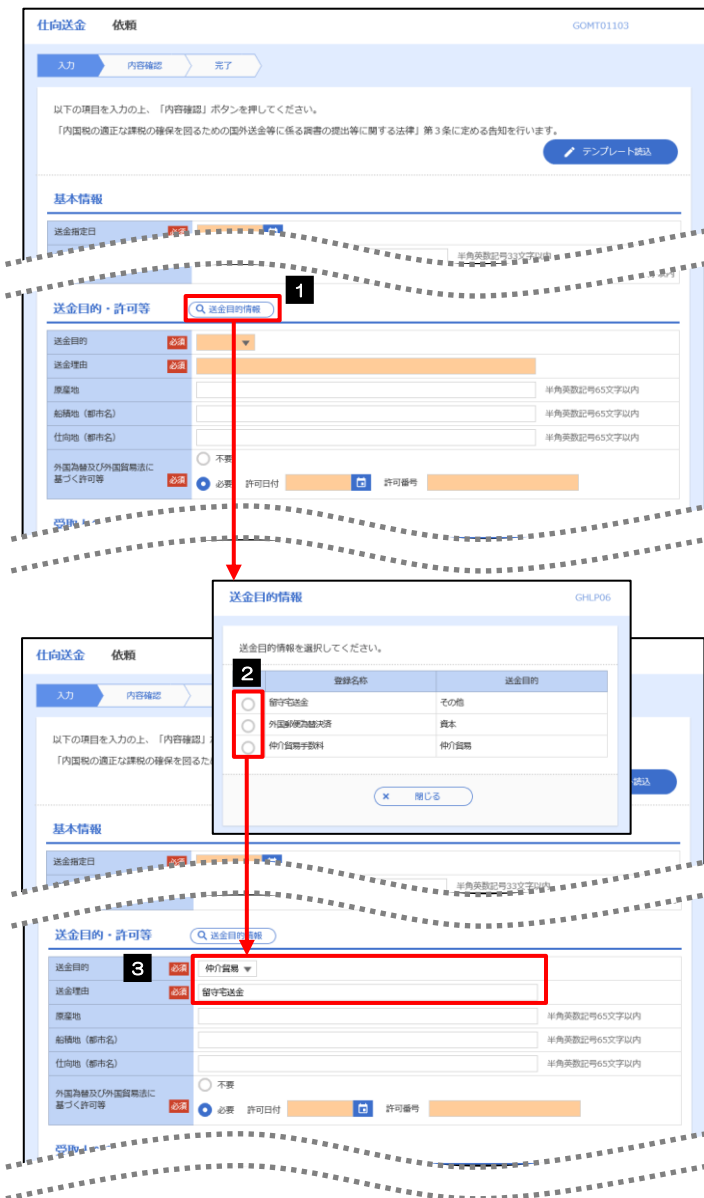 仕向送金 依頼 GOMT01103
入力 内容確認 完了
以下の項目を入力の上、「内容確認」ボタンを押してください。
「内国税の適正な課税の確保を図るための国外送金等に係る調書の提出等に関する法律」第3条に定める告知を行います。
テンプレート読込
基本情報
送金指定日 必須
半角英数記号33文字以内
1
送金目的・許可等 送金目的情報
送金目的 必須
送金理由 必須
原産地 半角英数記号65文字以内
船積地（都市名） 半角英数記号65文字以内
仕向地（都市名） 半角英数記号65文字以内
外国為替及び外国貿易法に
基づく許可等 必須
不要
必要 許可日付 許可番号
送金目的情報 GHLP06
送金目的情報を選択してください。
2
登録名称 送金目的
留守宅送金 その他
外国郵便為替決済 資本
仲介貿易手数料 仲介貿易
× 閉じる
仕向送金 依頼
入力 内容確認
以下の項目を入力の上、「内容確認」
「内国税の適正な課税の確保を図るた
読込
基本情報
送金指定日 必須
半角英数記号33文字以内
送金目的・許可等 送金目的情報
3
送金目的 必須 仲介貿易
送金理由 必須 留守宅送金
原産地 半角英数記号65文字以内
船積地（都市名） 半角英数記号65文字以内
仕向地（都市名） 半角英数記号65文字以内
外国為替及び外国貿易法に
基づく許可等 必須
不要
必要 許可日付 許可番号